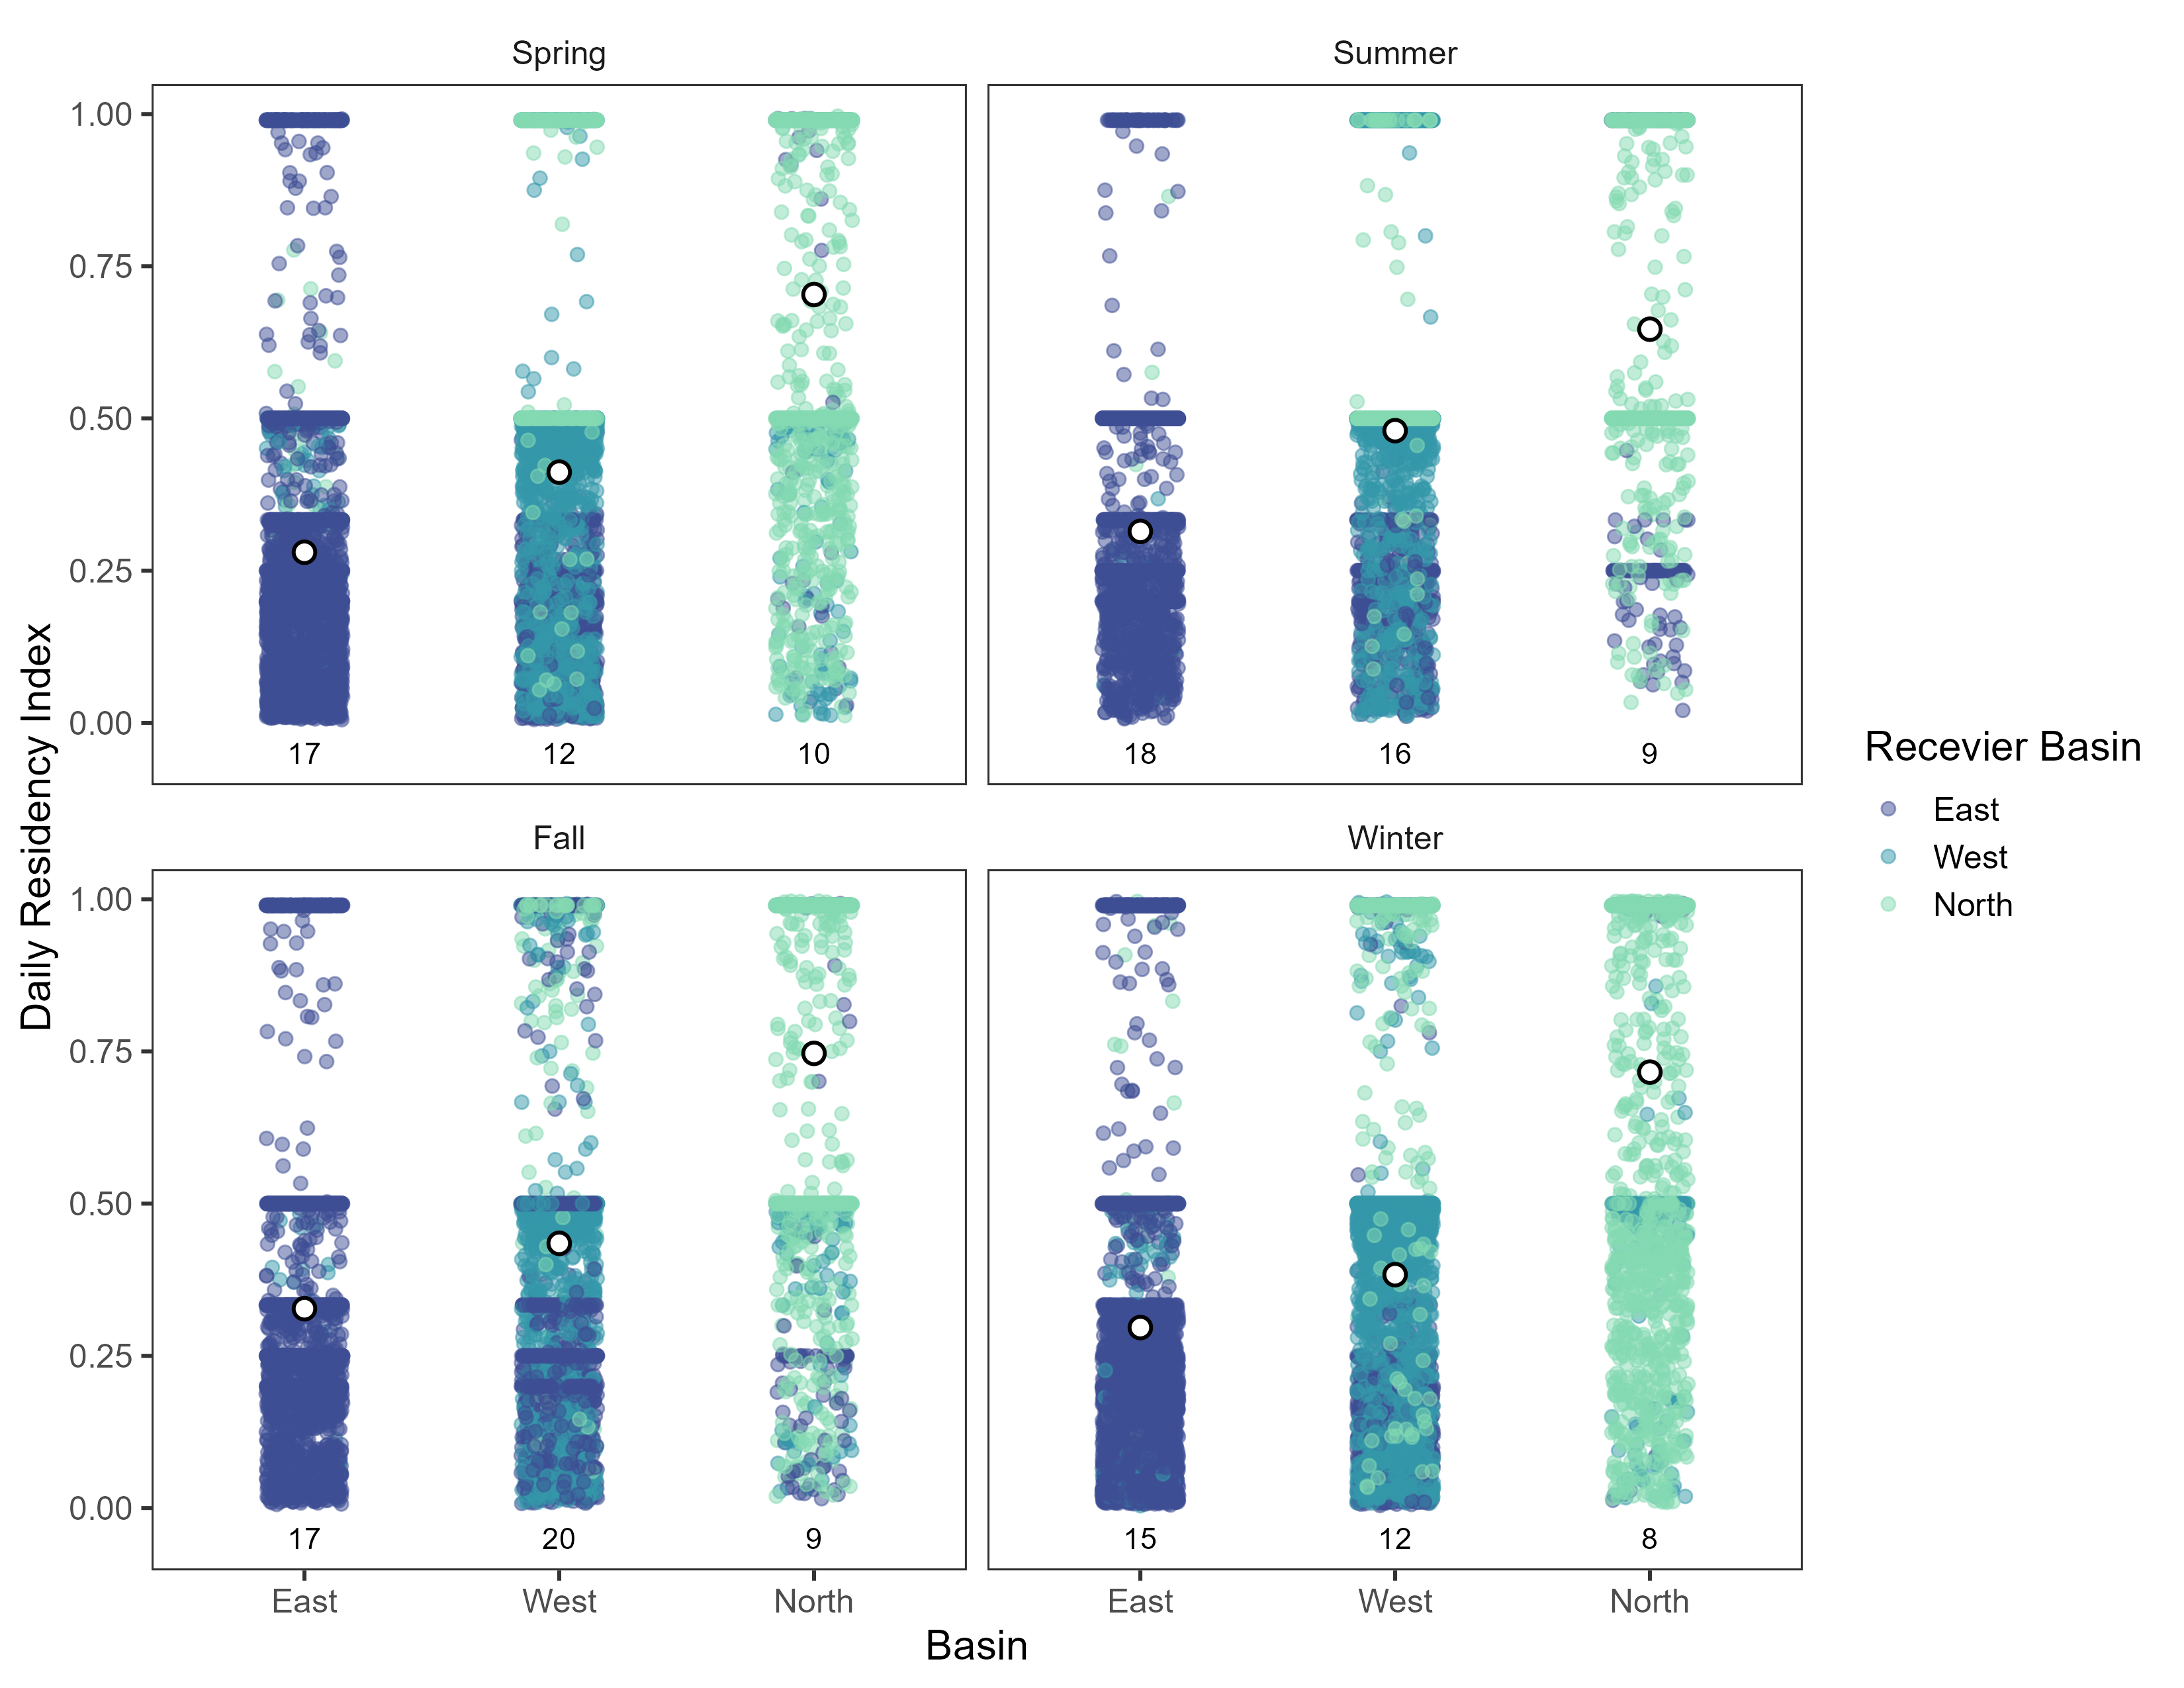 Spring
Summer
1.00
0.75
0.50
0.25
0.00
17
12
10
18
16
9
Fall
Winter
1.00
0.75
0.50
0.25
0.00
17
20
9
15
12
8
East
West
North
East
West
North
Basin
Daily Residency Index
Recevier Basin
East
West
North